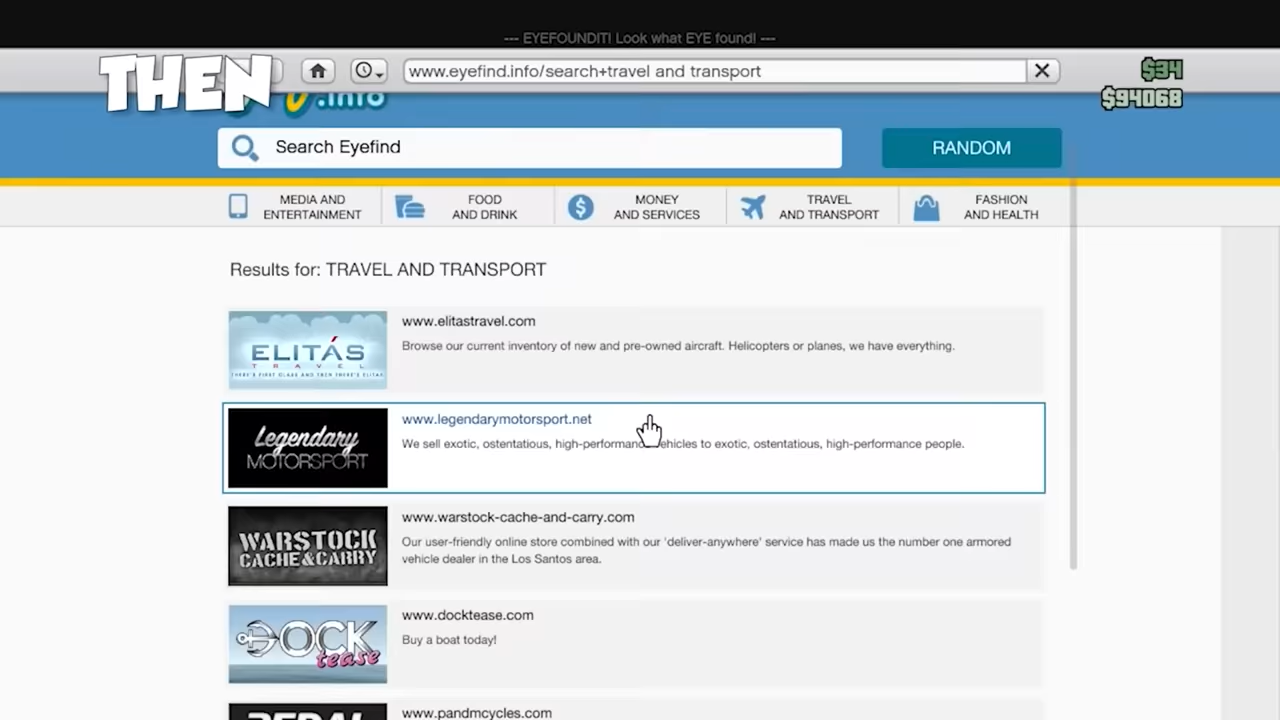 --- EYEFOUNDIT! Look what EYE found! ---
THEN
www.eyefind.info/search+travel and transport
$34
$94068
.info
Search Eyefind
RANDOM
MEDIA AND
ENTERTAINMENT
FOOD
AND DRINK
MONEY
AND SERVICES
TRAVEL
AND TRANSPORT
FASHION
AND HEALTH
Results for: TRAVEL AND TRANSPORT
ELITÁS
TRAVEL
THERE'S FIRST CLASS AND THEN THERE'S ELITAS
www.elitastravel.com
Browse our current inventory of new and pre-owned aircraft. Helicopters or planes, we have everything.
Legendary
MOTORSPORT
www.legendarymotorsport.net
We sell exotic, ostentatious, high-performance vehicles to exotic, ostentatious, high-performance people.
WARSTOCK
CACHE&CARRY
www.warstock-cache-and-carry.com
Our user-friendly online store combined with our 'deliver-anywhere' service has made us the number one armored
vehicle dealer in the Los Santos area.
DOCK
tease
www.docktease.com
Buy a boat today!
PEDAL
www.pandmcycles.com